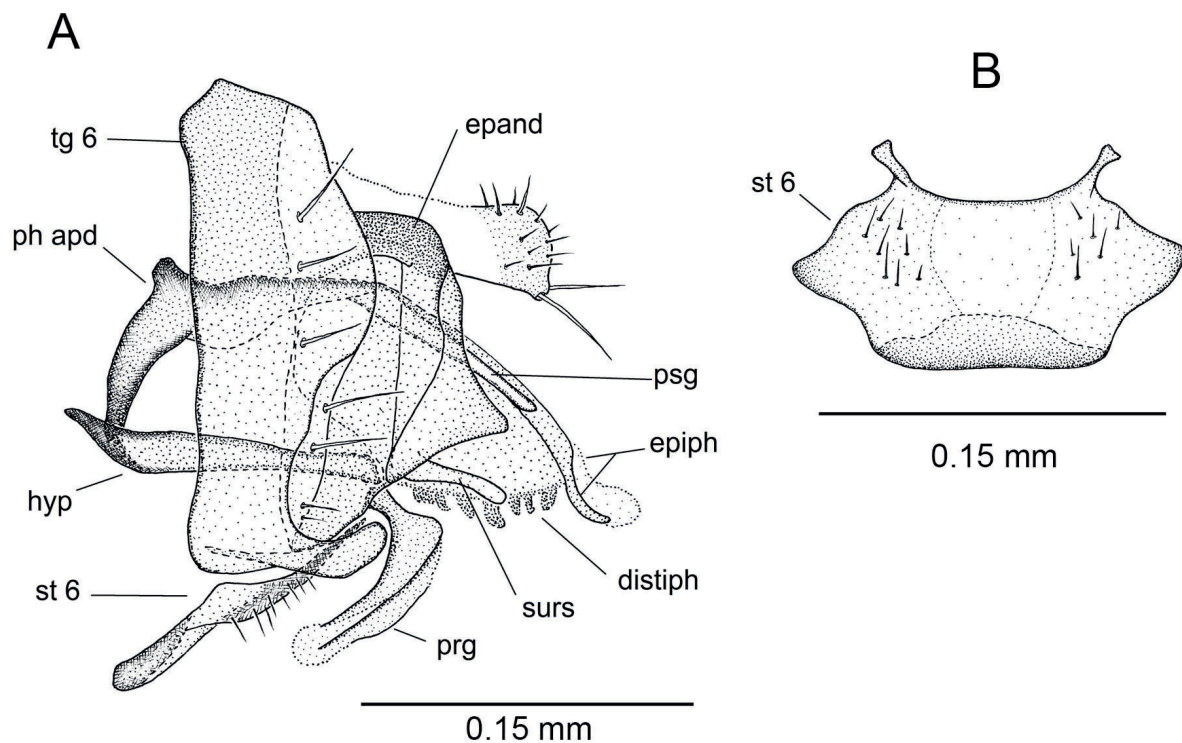 A
B
tg 6
epand
st 6
ph apd
psg
0.15 mm
epiph
hyp
distiph
st 6
surs
prg
0.15 mm